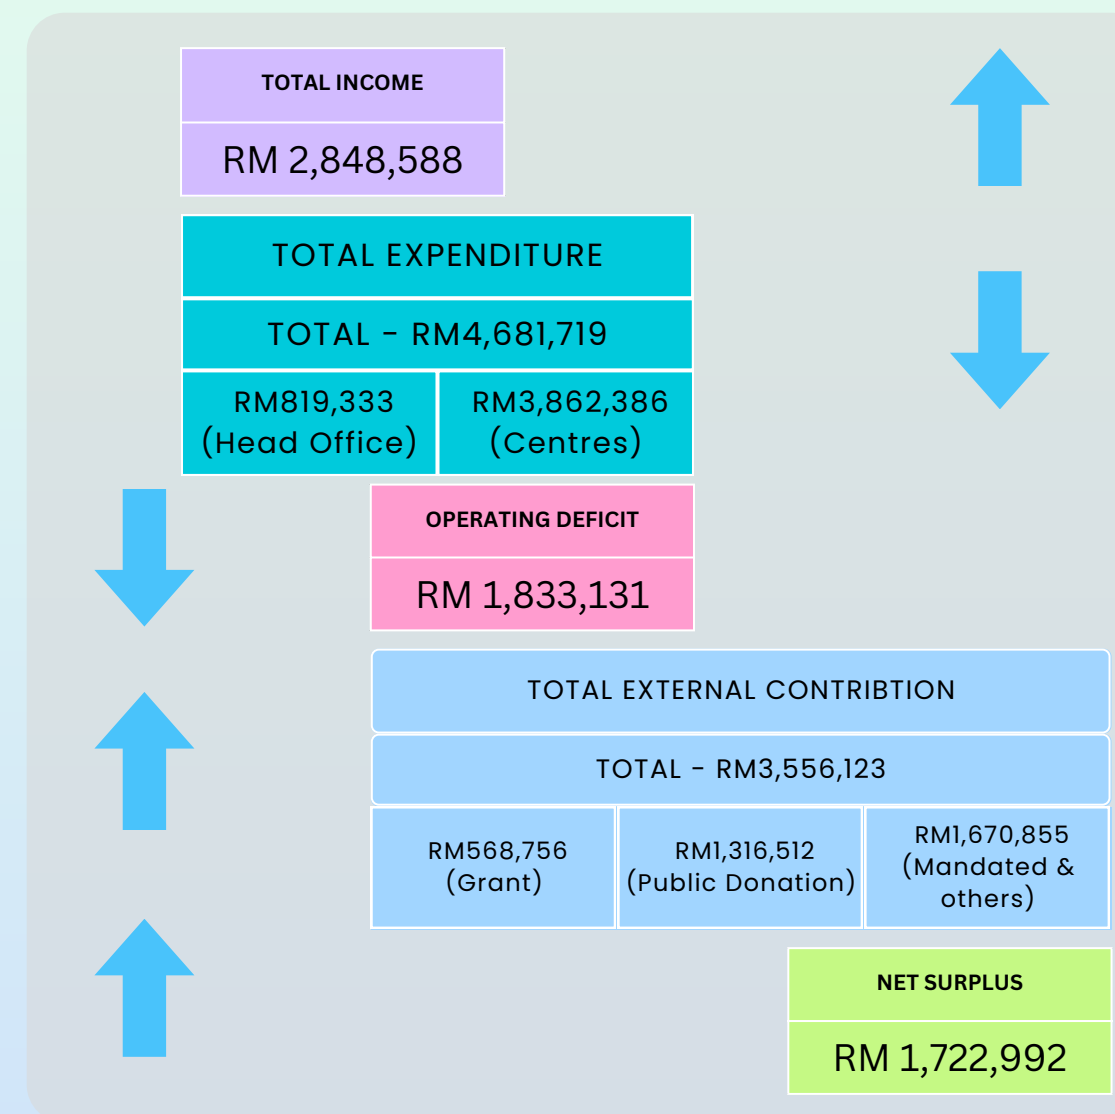 TOTAL INCOME
RM 2,848,588
TOTAL EXPENDITURE
TOTAL - RM4,681,719
RM819,333
(Head Office)
RM3,862,386
(Centres)
OPERATING DEFICIT
RM 1,833,131
TOTAL EXTERNAL CONTRIBTION
TOTAL - RM3,556,123
RM568,756
(Grant)
RM1,316,512
(Public Donation)
RM1,670,855
(Mandated &
others)
NET SURPLUS
RM 1,722,992